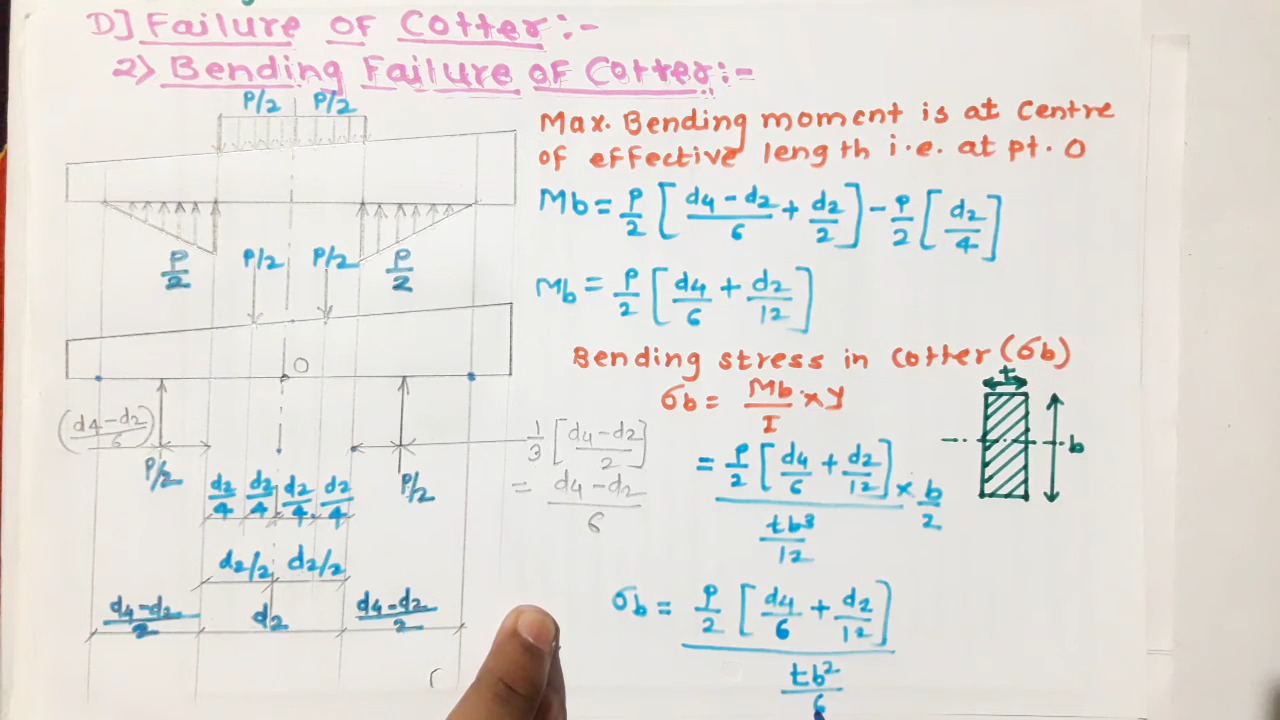 D] Failure of Cotter:-
2) Bending Failure of Cotter:-
P/2 P/2
P/2 P/2 P/2 P/2
O
(d4-d2/6)
P/2 P/2
d2/4 d2/4 d2/4 d2/4
d2/2 d2/2
d4-d2/2 d2 d4-d2/2
1/3 [d4-d2/2]
= d4-d2/6
Max. Bending moment is at Centre
of effective length i.e. at pt. O
Mb = P/2 [d4-d2/6 + d2/2] - P/2 [d2/4]
Mb = P/2 [d4/6 + d2/12]
Bending stress in Cotter (σb)
σb = Mb/I × y
= P/2 [d4/6 + d2/12] / tb³/12 × b/2
t
b
σb = P/2 [d4/6 + d2/12] / tb²/6